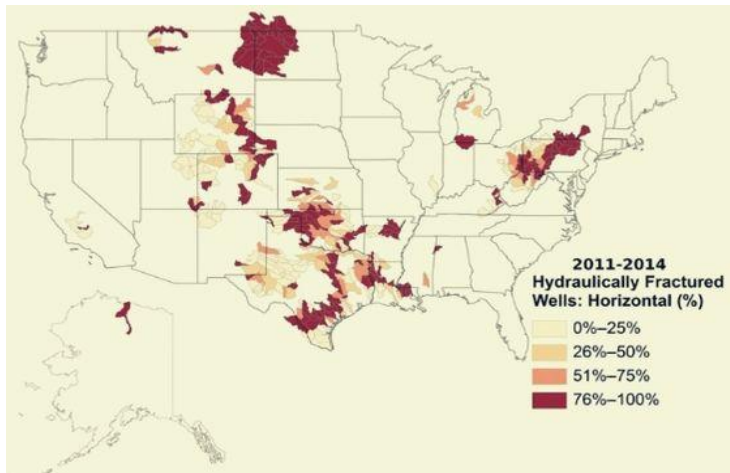 2011-2014
Hydraulically Fractured
Wells: Horizontal (%)
0%–25%
26%–50%
51%–75%
76%–100%